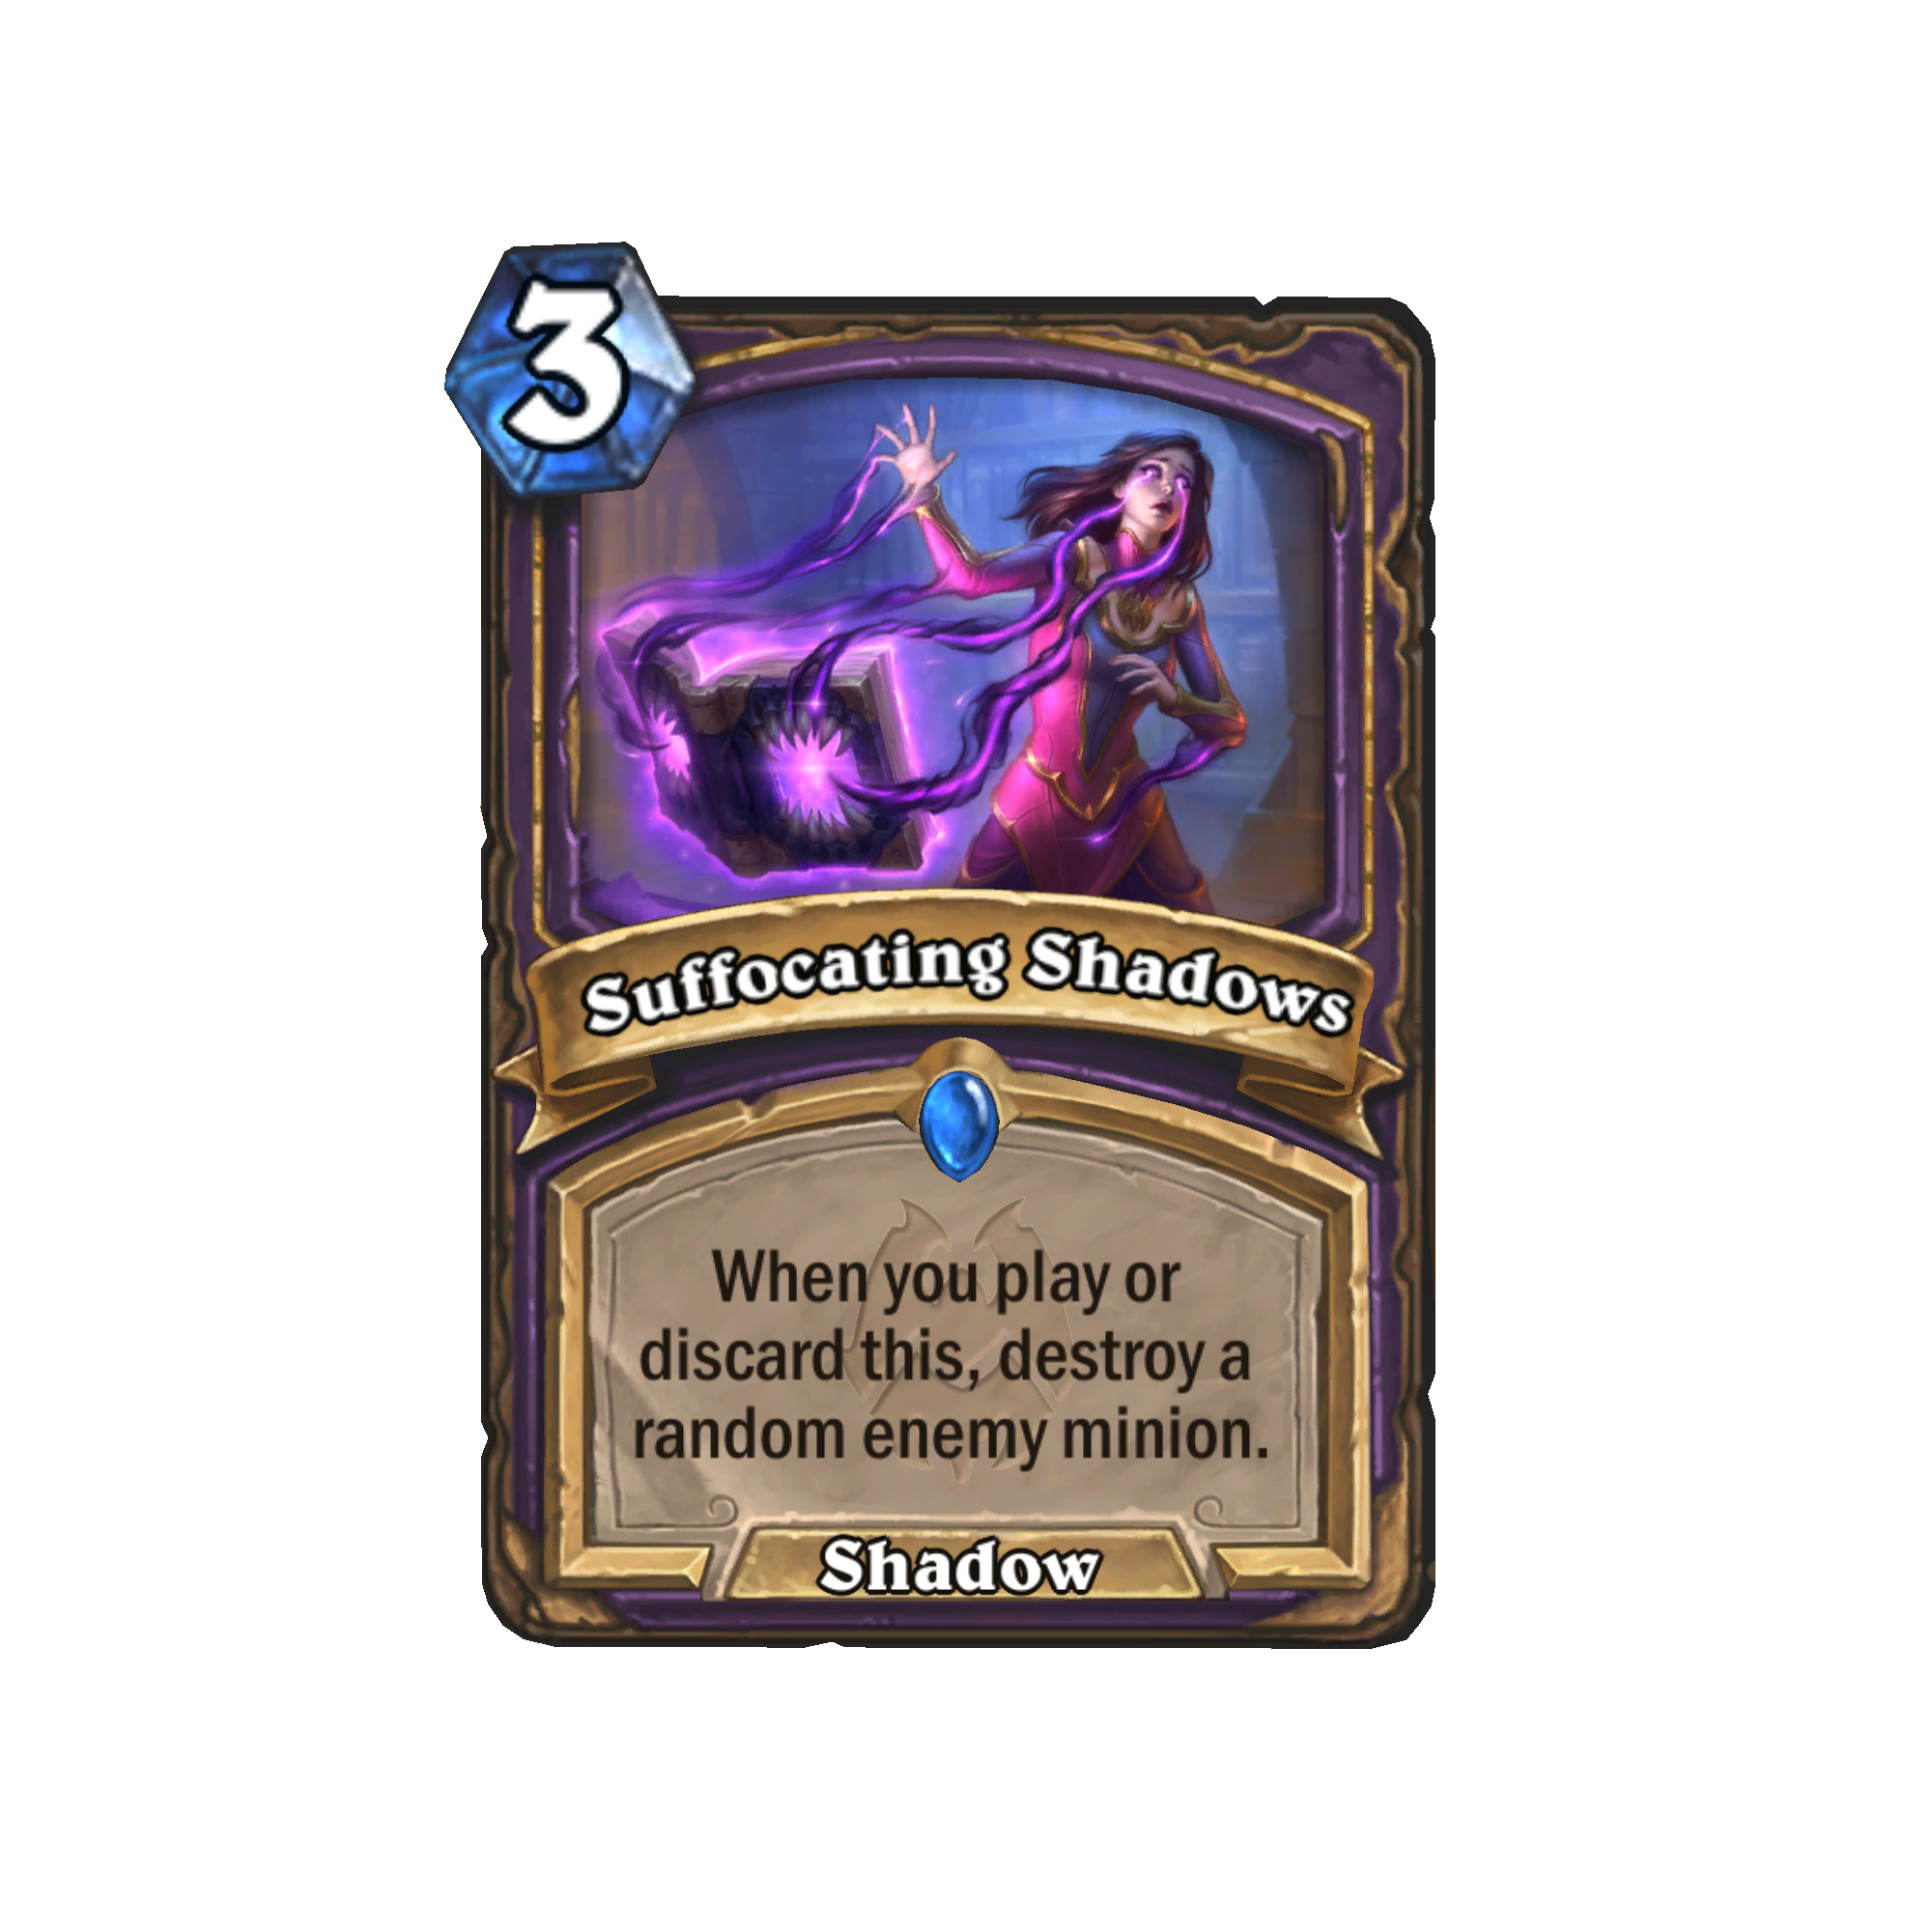 3
Suffocating Shadows
When you play or
discard this, destroy a
random enemy minion.
Shadow